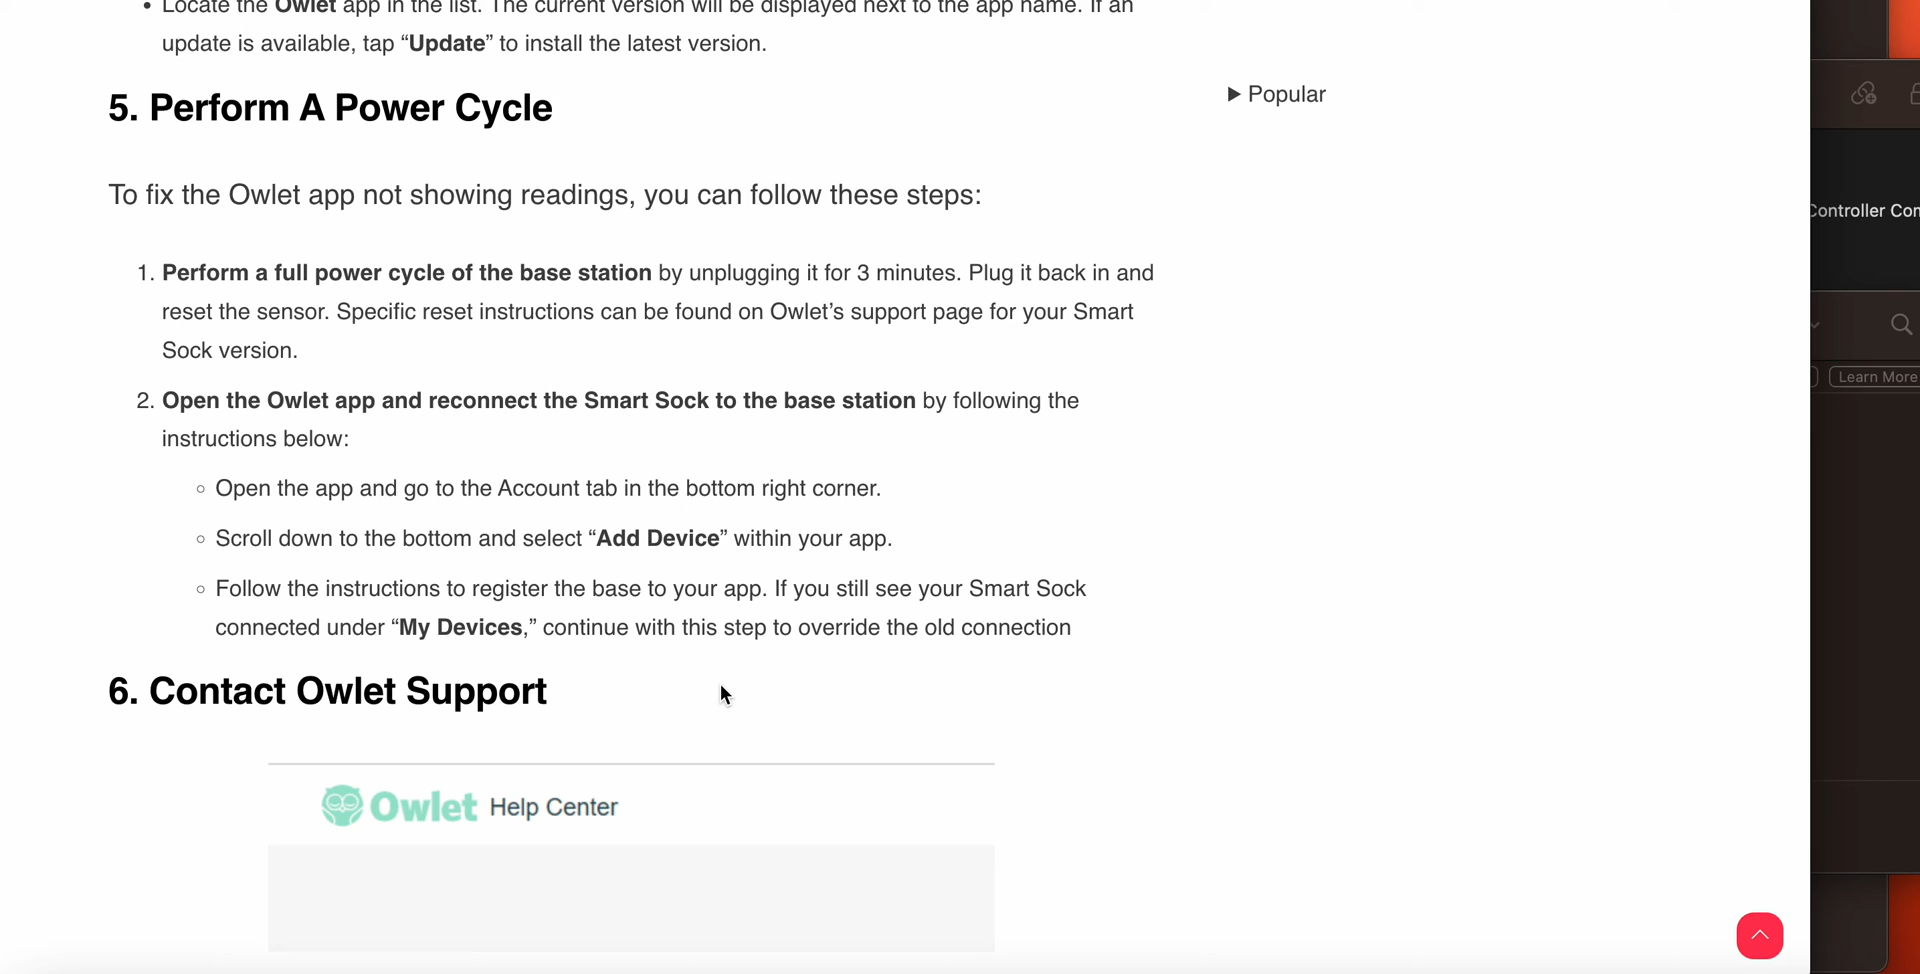 • Locate the Owlet app in the list. The current version will be displayed next to the app name. If an
update is available, tap “Update” to install the latest version.
5. Perform A Power Cycle
▶ Popular
To fix the Owlet app not showing readings, you can follow these steps:
1. Perform a full power cycle of the base station by unplugging it for 3 minutes. Plug it back in and
reset the sensor. Specific reset instructions can be found on Owlet’s support page for your Smart
Sock version.
2. Open the Owlet app and reconnect the Smart Sock to the base station by following the
instructions below:
◦ Open the app and go to the Account tab in the bottom right corner.
◦ Scroll down to the bottom and select “Add Device” within your app.
◦ Follow the instructions to register the base to your app. If you still see your Smart Sock
connected under “My Devices,” continue with this step to override the old connection
6. Contact Owlet Support
Owlet Help Center
Controller Con
Learn More